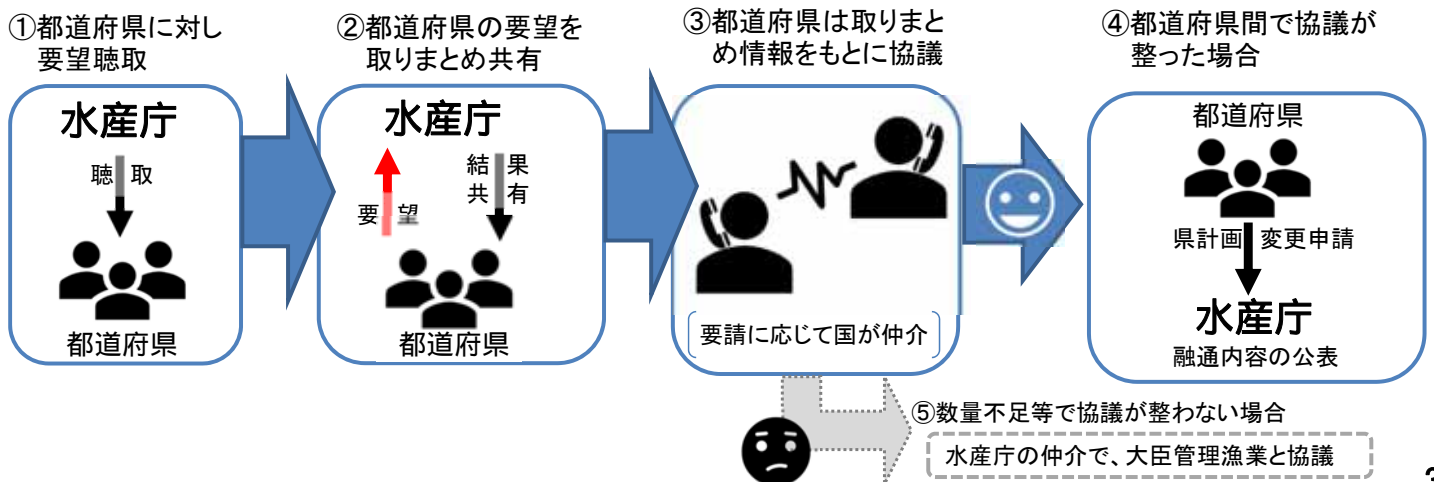 ①都道府県に対し
要望聴取
水産庁
聴取
都道府県
②都道府県の要望を
取りまとめ共有
水産庁
要望
結果
共有
都道府県
③都道府県は取りまと
め情報をもとに協議
要請に応じて国が仲介
④都道府県間で協議が
整った場合
都道府県
県計画 変更申請
水産庁
融通内容の公表
⑤数量不足等で協議が整わない場合
水産庁の仲介で、大臣管理漁業と協議